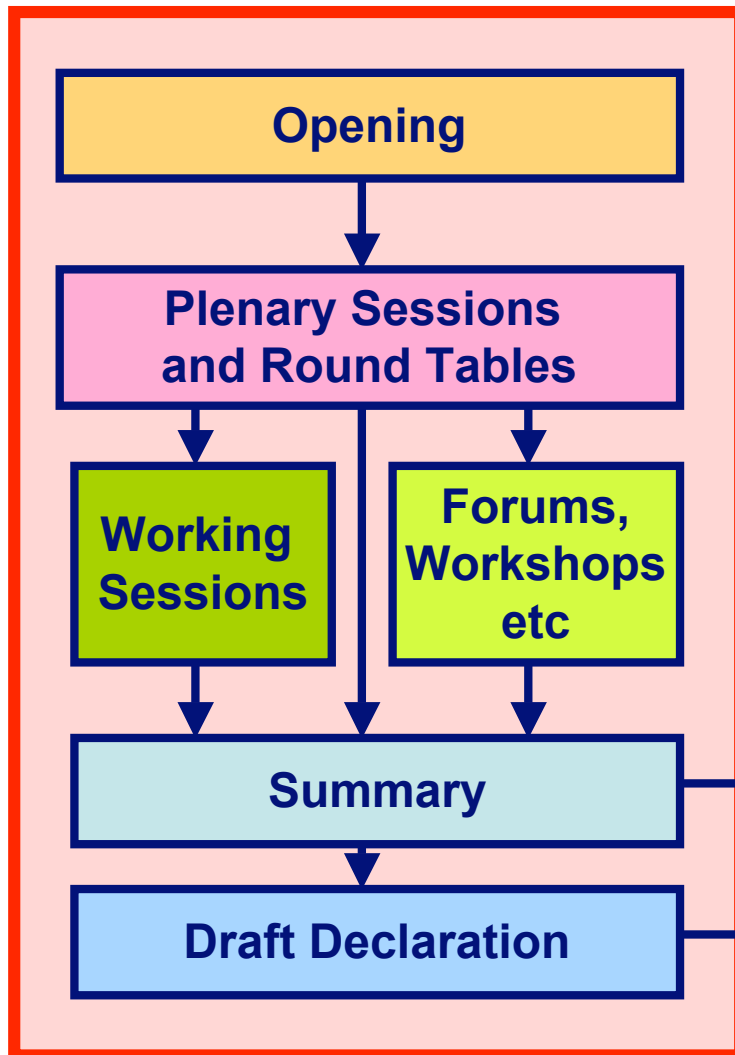 Opening
Plenary Sessions
and Round Tables
Working
Sessions
Forums,
Workshops
etc
Summary
Draft Declaration